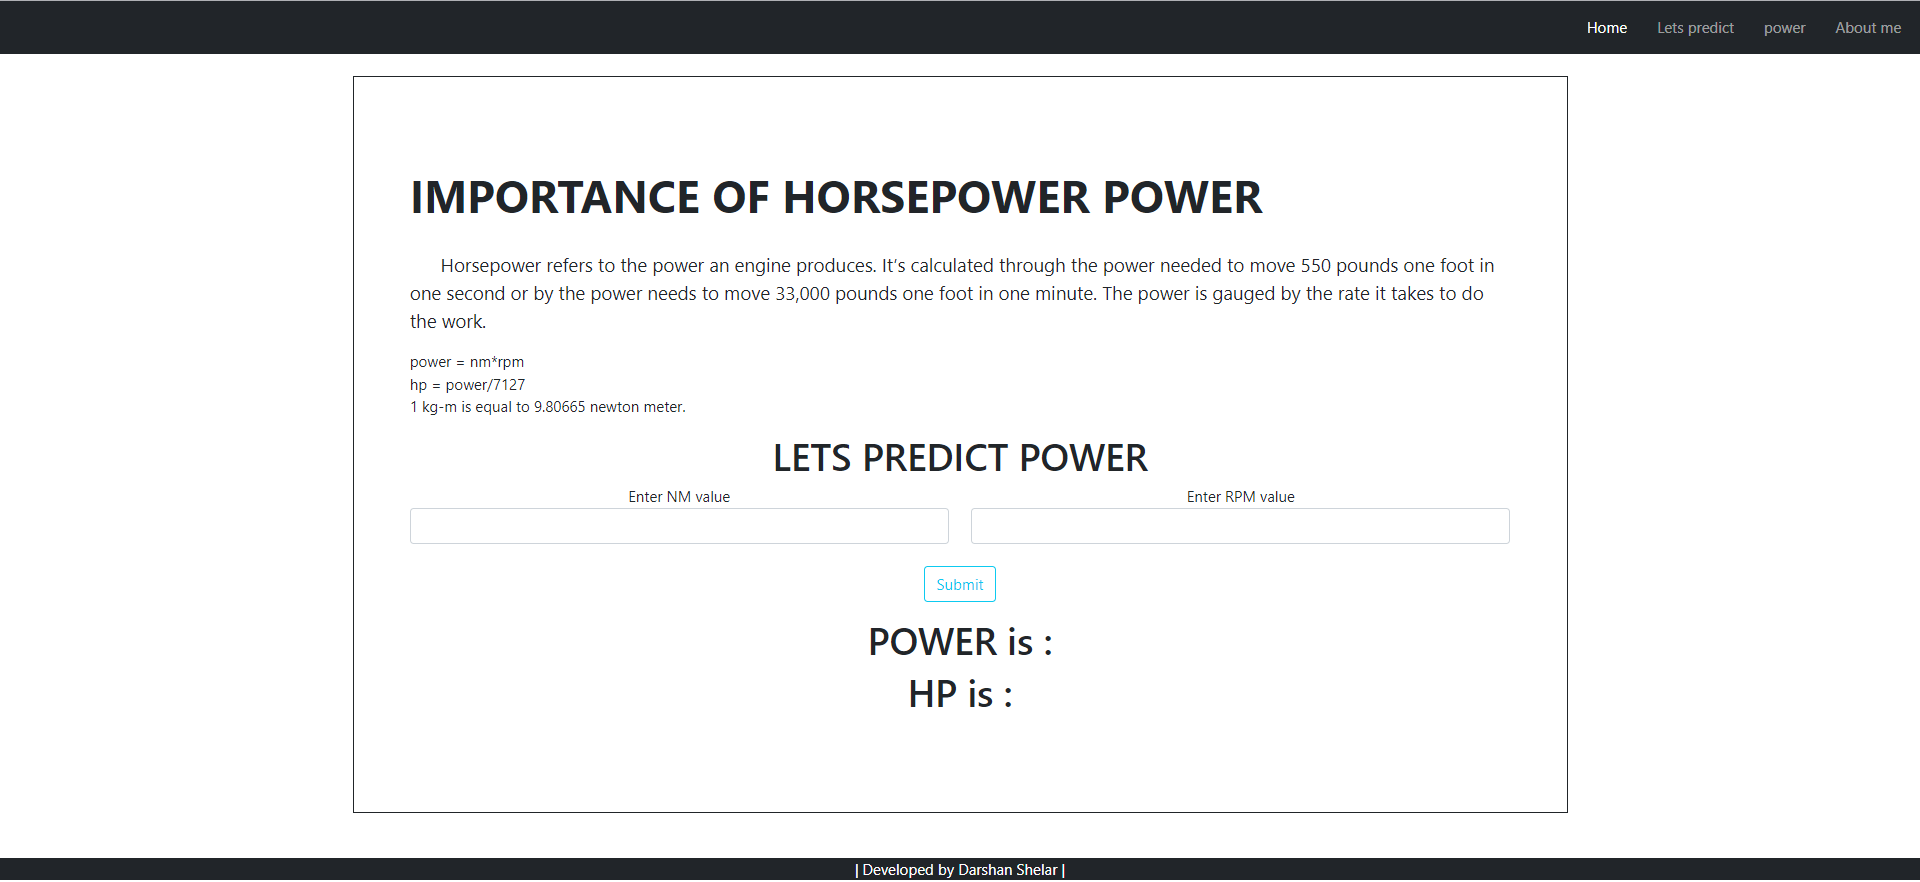 Home Lets predict power About me
IMPORTANCE OF HORSEPOWER POWER
Horsepower refers to the power an engine produces. It’s calculated through the power needed to move 550 pounds one foot in
one second or by the power needs to move 33,000 pounds one foot in one minute. The power is gauged by the rate it takes to do
the work.
power = nm*rpm
hp = power/7127
1 kg-m is equal to 9.80665 newton meter.
LETS PREDICT POWER
Enter NM value Enter RPM value
Submit
POWER is :
HP is :
| Developed by Darshan Shelar |